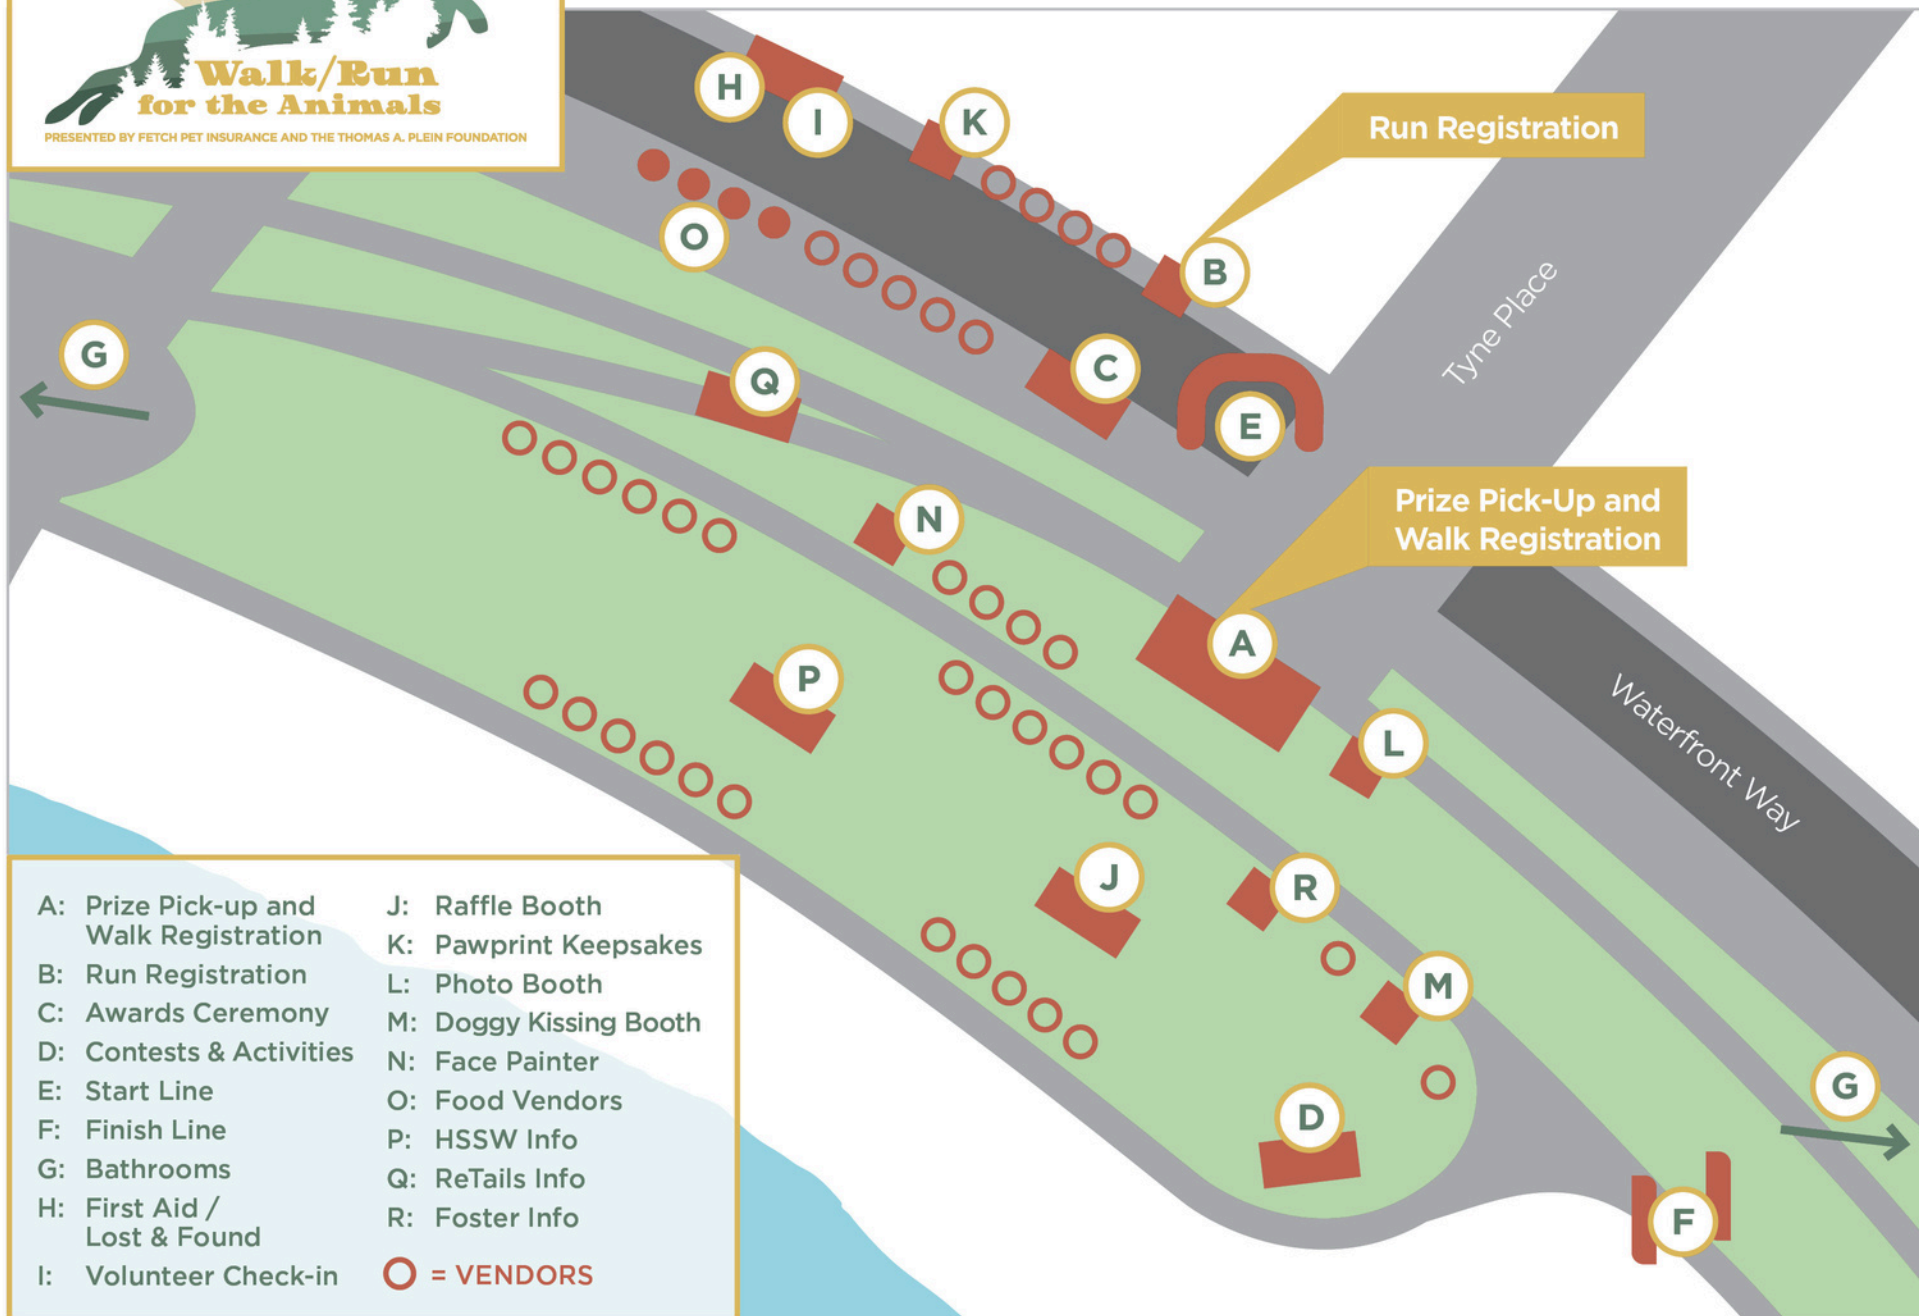 Walk/Run
for the Animals
PRESENTED BY FETCH PET INSURANCE AND THE THOMAS A. PLEIN FOUNDATION
H
I
K
Run Registration
O
B
Tyne Place
G
Q
C
E
N
Prize Pick-Up and
Walk Registration
A
P
L
Waterfront Way
J
R
M
D
G
F
A: Prize Pick-up and
Walk Registration
B: Run Registration
C: Awards Ceremony
D: Contests & Activities
E: Start Line
F: Finish Line
G: Bathrooms
H: First Aid /
Lost & Found
I: Volunteer Check-in
J: Raffle Booth
K: Pawprint Keepsakes
L: Photo Booth
M: Doggy Kissing Booth
N: Face Painter
O: Food Vendors
P: HSSW Info
Q: ReTails Info
R: Foster Info
= VENDORS